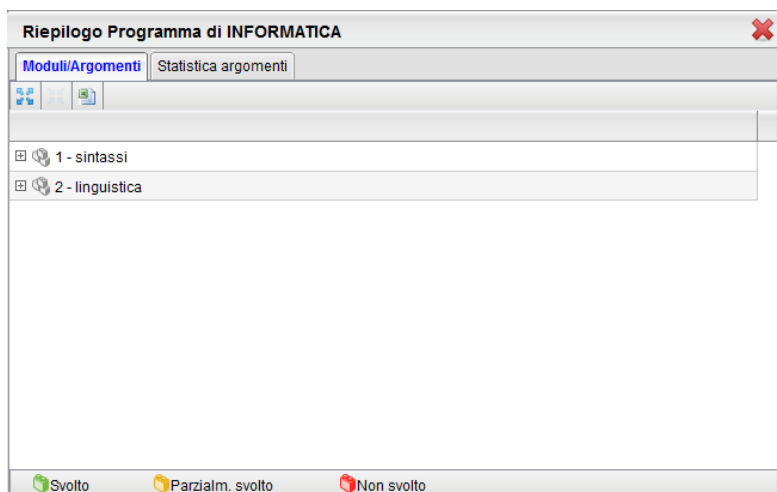 Riepilogo Programma di INFORMATICA
Moduli/Argomenti Statistica argomenti
1 - sintassi
2 - linguistica
Svolto Parzialm. svolto Non svolto